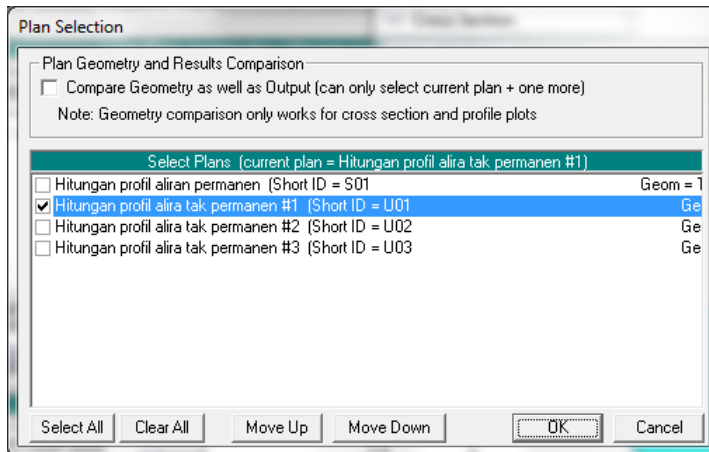 Plan Selection
Plan Geometry and Results Comparison
Compare Geometry as well as Output (can only select current plan + one more)
Note: Geometry comparison only works for cross section and profile plots
Select Plans (current plan = Hitungan profil alira tak permanen #1)
Hitungan profil aliran permanen (Short ID = S01 Geom = T
Hitungan profil alira tak permanen #1 (Short ID = U01 Ge
Hitungan profil alira tak permanen #2 (Short ID = U02 Ge
Hitungan profil alira tak permanen #3 (Short ID = U03 Ge
Select All Clear All Move Up Move Down OK Cancel